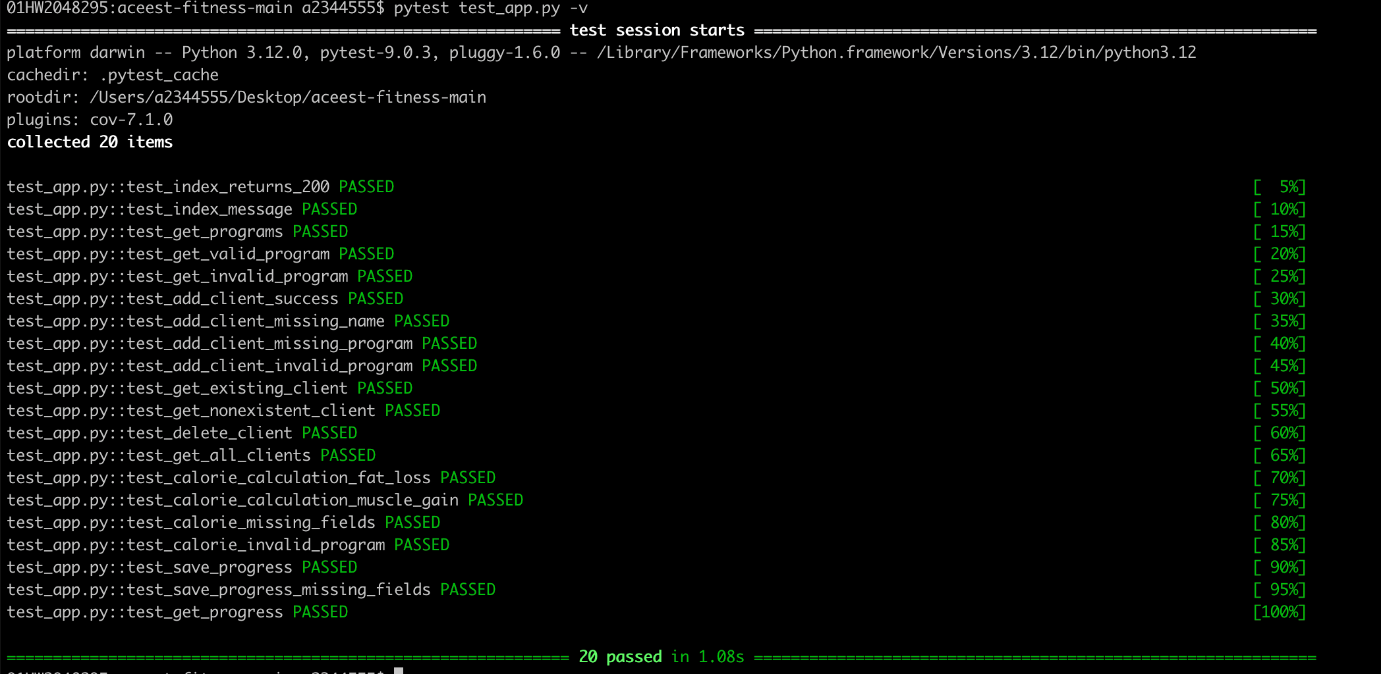 01HW2048295:aceest-fitness-main a2344555$ pytest test_app.py -v
============================================================= test session starts =============================================================
platform darwin -- Python 3.12.0, pytest-9.0.3, pluggy-1.6.0 -- /Library/Frameworks/Python.framework/Versions/3.12/bin/python3.12
cachedir: .pytest_cache
rootdir: /Users/a2344555/Desktop/aceest-fitness-main
plugins: cov-7.1.0
collected 20 items
test_app.py::test_index_returns_200 PASSED [  5%]
test_app.py::test_index_message PASSED [ 10%]
test_app.py::test_get_programs PASSED [ 15%]
test_app.py::test_get_valid_program PASSED [ 20%]
test_app.py::test_get_invalid_program PASSED [ 25%]
test_app.py::test_add_client_success PASSED [ 30%]
test_app.py::test_add_client_missing_name PASSED [ 35%]
test_app.py::test_add_client_missing_program PASSED [ 40%]
test_app.py::test_add_client_invalid_program PASSED [ 45%]
test_app.py::test_get_existing_client PASSED [ 50%]
test_app.py::test_get_nonexistent_client PASSED [ 55%]
test_app.py::test_delete_client PASSED [ 60%]
test_app.py::test_get_all_clients PASSED [ 65%]
test_app.py::test_calorie_calculation_fat_loss PASSED [ 70%]
test_app.py::test_calorie_calculation_muscle_gain PASSED [ 75%]
test_app.py::test_calorie_missing_fields PASSED [ 80%]
test_app.py::test_calorie_invalid_program PASSED [ 85%]
test_app.py::test_save_progress PASSED [ 90%]
test_app.py::test_save_progress_missing_fields PASSED [ 95%]
test_app.py::test_get_progress PASSED [100%]
============================================================= 20 passed in 1.08s =============================================================